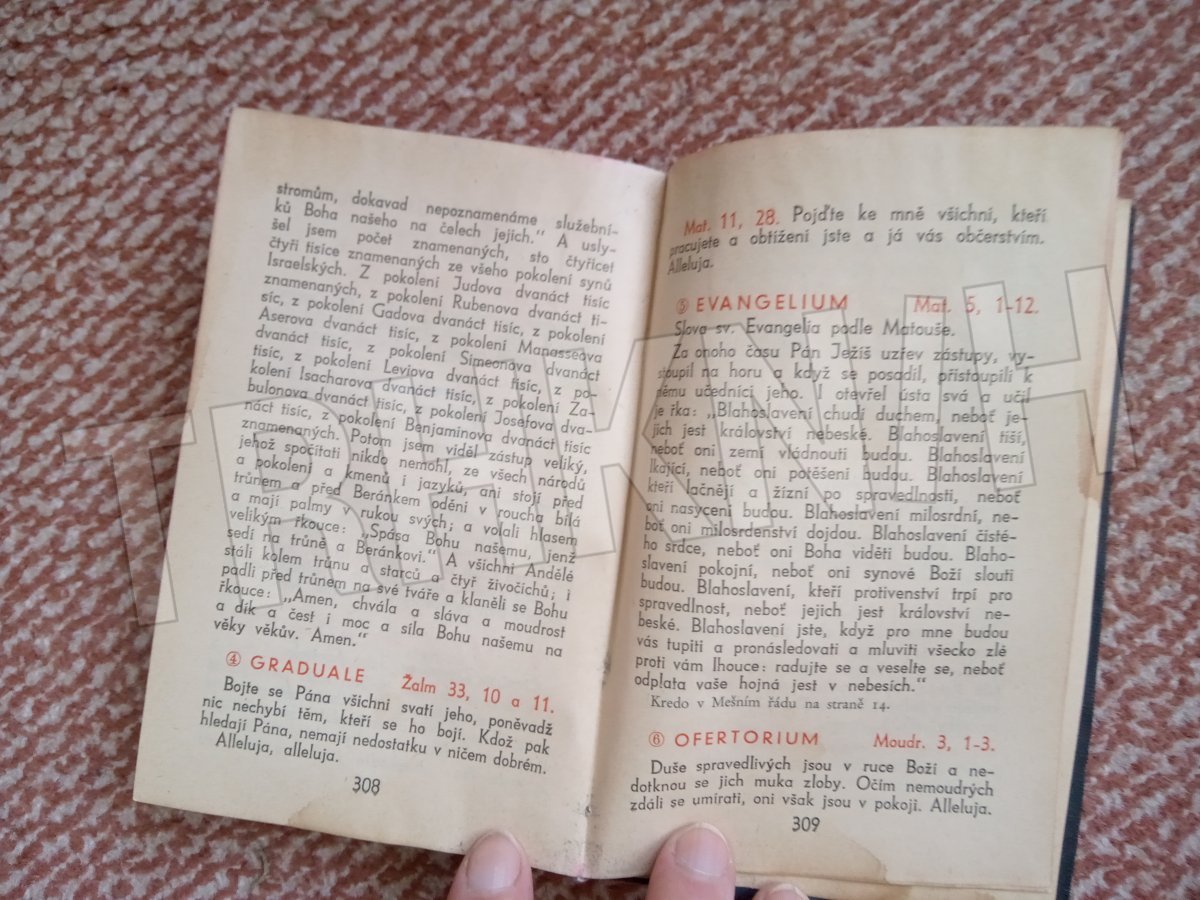 stromům, dokavad nepoznamenáme služební-
ků Boha našeho na čelech jejich." A usly-
šel jsem počet znamenaných, sto čtyřicet
čtyři tisíce znamenaných ze všeho pokolení synů
Israelských. Z pokolení Judova dvanáct tisíc
znamenaných, z pokolení Rubenova dvanáct ti-
síc, z pokolení Gadova dvanáct tisíc, z pokolení
Aserova dvanáct tisíc, z pokolení Manasseova
dvanáct tisíc, z pokolení Simeonova dvanáct
tisíc, z pokolení Leviova dvanáct tisíc, z po-
kolení Isacharova dvanáct tisíc, z pokolení Za-
bulonova dvanáct tisíc, z pokolení Josefova dva-
náct tisíc, z pokolení Benjaminova dvanáct tisíc
znamenaných. Potom jsem viděl zástup veliký,
jehož spočítati nikdo nemohl, ze všech národů
a pokolení a kmenů i jazyků, ani stojí před
trůnem a před Beránkem odění v roucha bílá
a mají palmy v rukou svých; a volali hlasem
velikým řkouce: „Spása Bohu našemu, jenž
sedí na trůně a Beránkovi." A všichni Andělé
stáli kolem trůnu a starců a čtyř živočichů; i
padli před trůnem na své tváře a klaněli se Bohu
řkouce: „Amen, chvála a sláva a moudrost
a dík a čest i moc a síla Bohu našemu na
věky věkův. Amen."
④ GRADUALE Žalm 33, 10 a 11.
Bojte se Pána všichni svatí jeho, poněvadž
nic nechybí těm, kteří se ho bojí. Kdož pak
hledají Pána, nemají nedostatku v ničem dobrém.
Alleluja, alleluja.
308
Mat. 11, 28. Pojďte ke mně všichni, kteří
pracujete a obtíženi jste a já vás občerstvím.
Alleluja.
⑤ EVANGELIUM Mat. 5, 1-12.
Slova sv. Evangelia podle Matouše.
Za onoho času Pán Ježíš uzřev zástupy, vy-
stoupil na horu a když se posadil, přistoupili k
němu učedníci jeho. I otevřel ústa svá a učil
je řka: „Blahoslavení chudí duchem, neboť je-
jich jest království nebeské. Blahoslavení tiší,
neboť oni zemí vládnouti budou. Blahoslavení
lkající, neboť oni potěšeni budou. Blahoslavení
kteří lačnějí a žízní po spravedlnosti, neboť
oni nasyceni budou. Blahoslavení milosrdní, ne-
boť oni milosrdenství dojdou. Blahoslavení čisté-
ho srdce, neboť oni Boha viděti budou. Blaho-
slavení pokojní, neboť oni synové Boží slouti
budou. Blahoslavení, kteří protivenství trpí pro
spravedlnost, neboť jejich jest království ne-
beské. Blahoslavení jste, když pro mne budou
vás tupiti a pronásledovati a mluviti všecko zlé
proti vám lhouce: radujte se a veselte se, neboť
odplata vaše hojná jest v nebesích."
Kredo v Mešním řádu na straně 14.
⑥ OFERTORIUM Moudr. 3, 1-3.
Duše spravedlivých jsou v ruce Boží a ne-
dotknou se jich muka zloby. Očím nemoudrých
zdáli se umírati, oni však jsou v pokoji. Alleluja.
309
TREKNIH